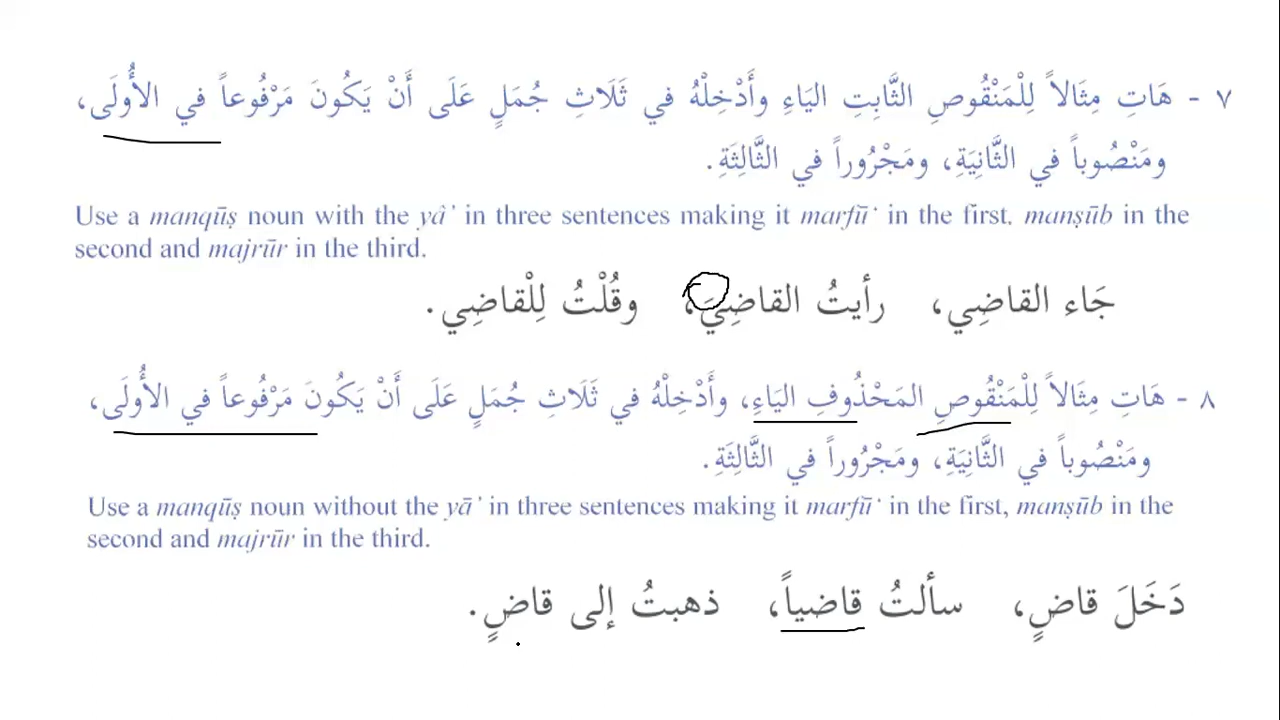 ٧ - هَاتِ مِثَالاً لِلْمَنْقُوصِ الثَّابِتِ اليَاءِ وأَدْخِلْهُ في ثَلَاثِ جُمَلٍ عَلَى أَنْ يَكُونَ مَرْفُوعاً في الأُولَى،
ومَنْصُوباً في الثَّانِيَةِ، ومَجْرُوراً في الثَّالِثَةِ.
Use a manqūṣ noun with the yâ’ in three sentences making it marfū‘ in the first, manṣūb in the
second and majrūr in the third.
جَاء القاضِي، رأيتُ القاضِيَ، وقُلْتُ لِلْقاضِي.
٨ - هَاتِ مِثَالاً لِلْمَنْقُوصِ المَحْذُوفِ اليَاءِ، وأَدْخِلْهُ في ثَلَاثِ جُمَلٍ عَلَى أَنْ يَكُونَ مَرْفُوعاً في الأُولَى،
ومَنْصُوباً في الثَّانِيَةِ، ومَجْرُوراً في الثَّالِثَةِ.
Use a manqūṣ noun without the yā’ in three sentences making it marfū‘ in the first, manṣūb in the
second and majrūr in the third.
دَخَلَ قاضٍ، سألتُ قاضياً، ذهبتُ إلى قاضٍ.